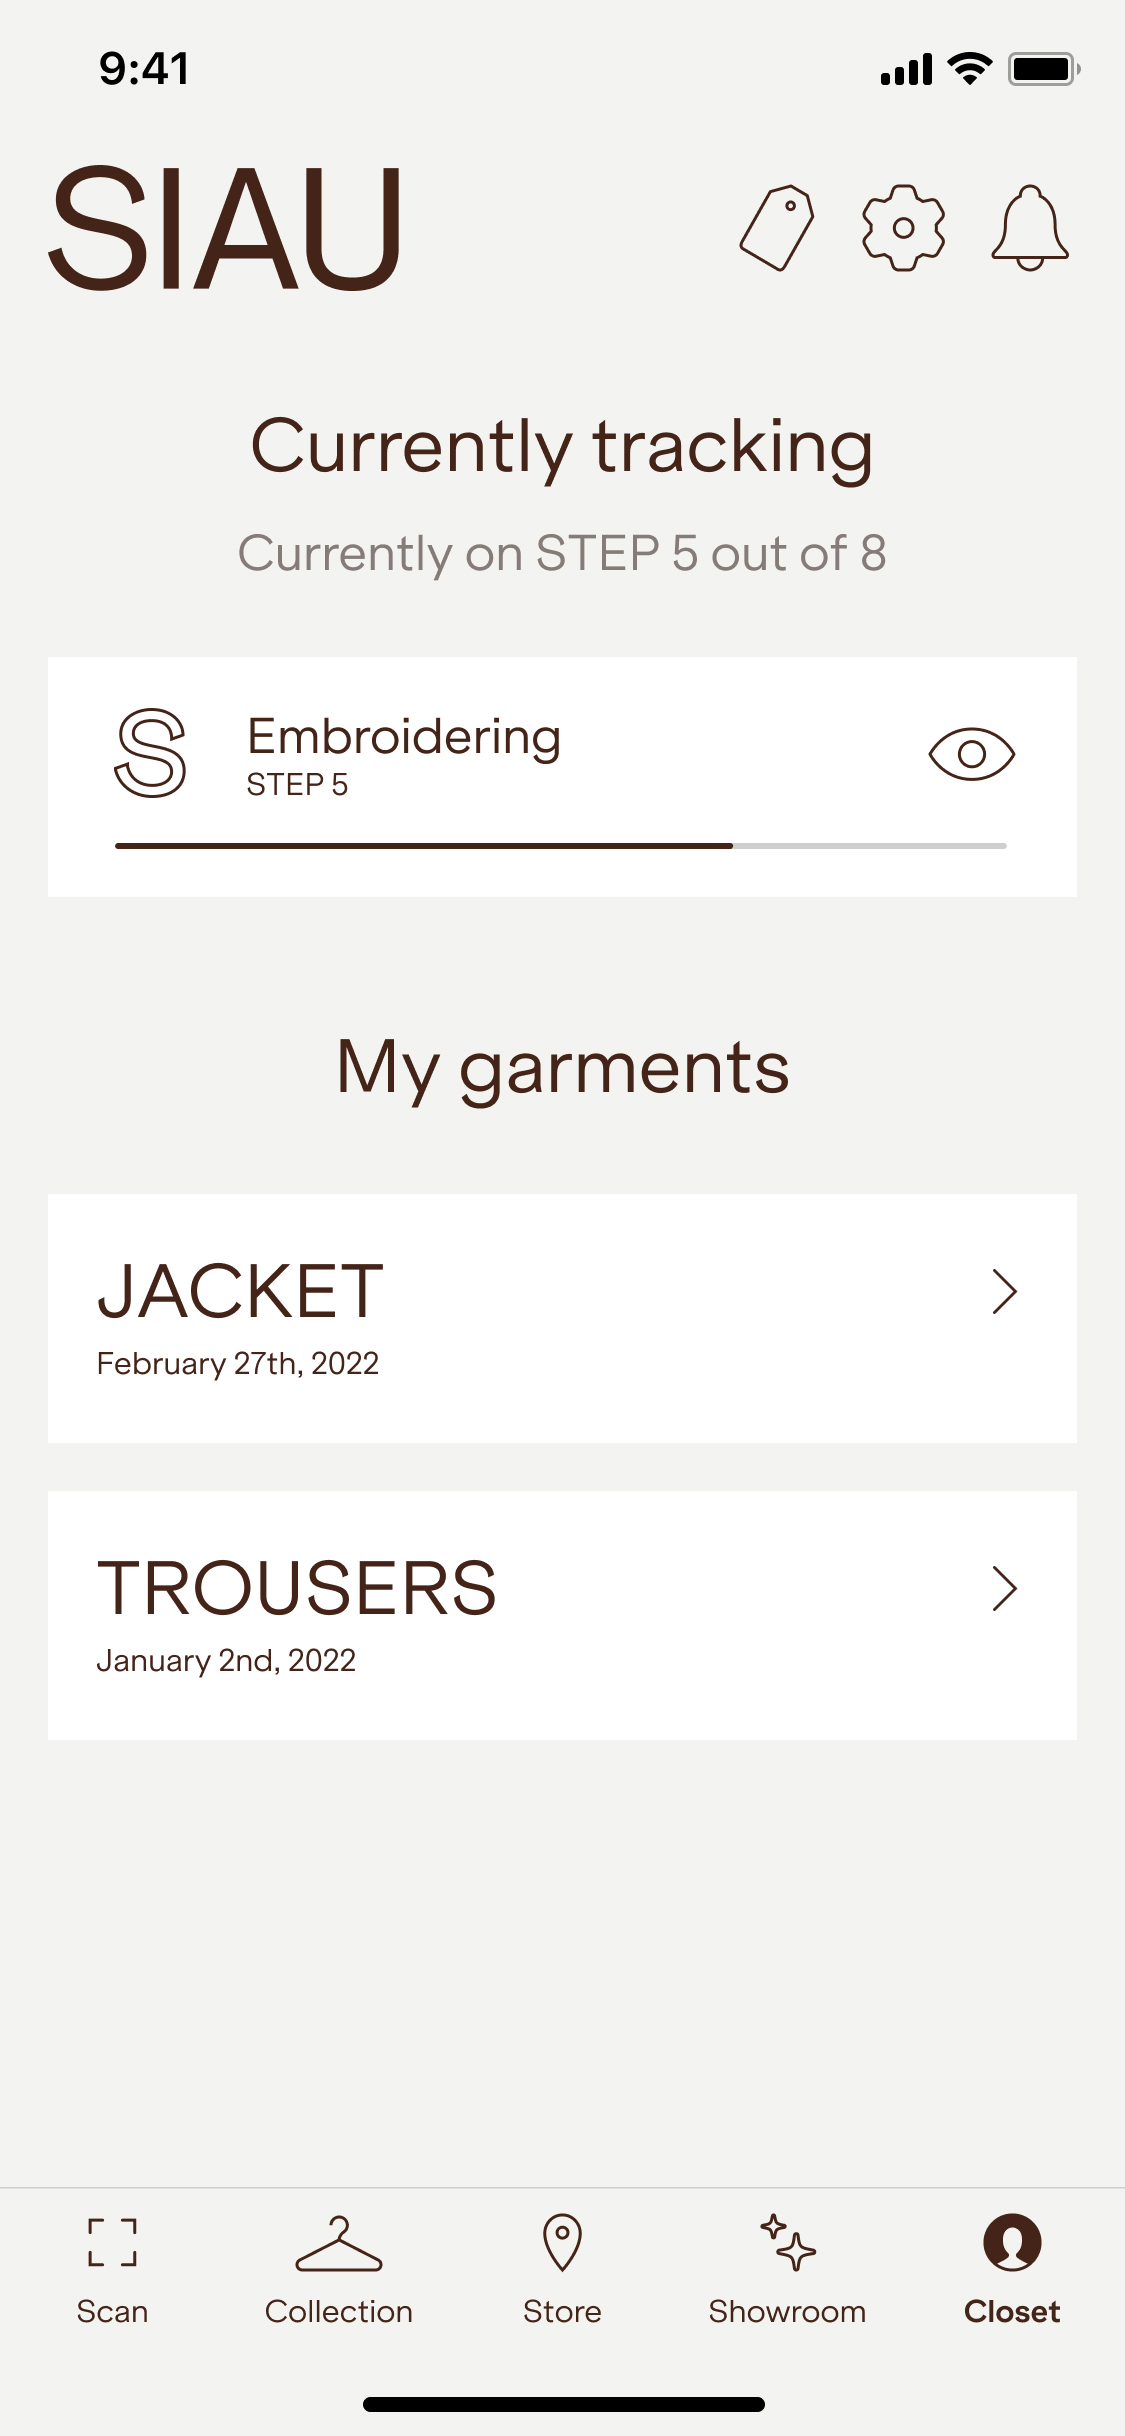 9:41
SIAU
Currently tracking
Currently on STEP 5 out of 8
S
Embroidering
STEP 5
My garments
JACKET
February 27th, 2022
TROUSERS
January 2nd, 2022
Scan
Collection
Store
Showroom
Closet